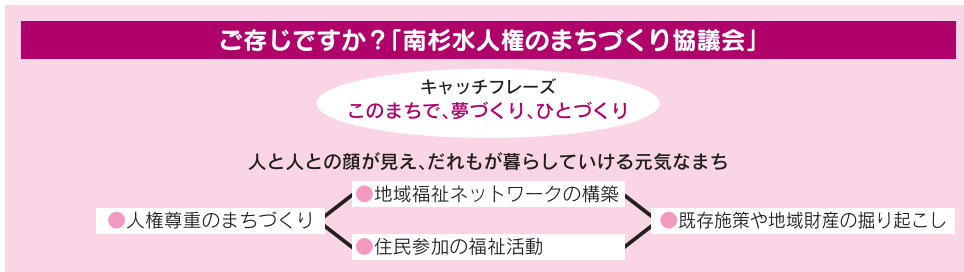 ご存じですか？「南杉水人権のまちづくり協議会」
キャッチフレーズ
このまちで、夢づくり、ひとづくり
人と人との顔が見え、だれもが暮らしていける元気なまち
●地域福祉ネットワークの構築
●人権尊重のまちづくり
●既存施策や地域財産の掘り起こし
●住民参加の福祉活動